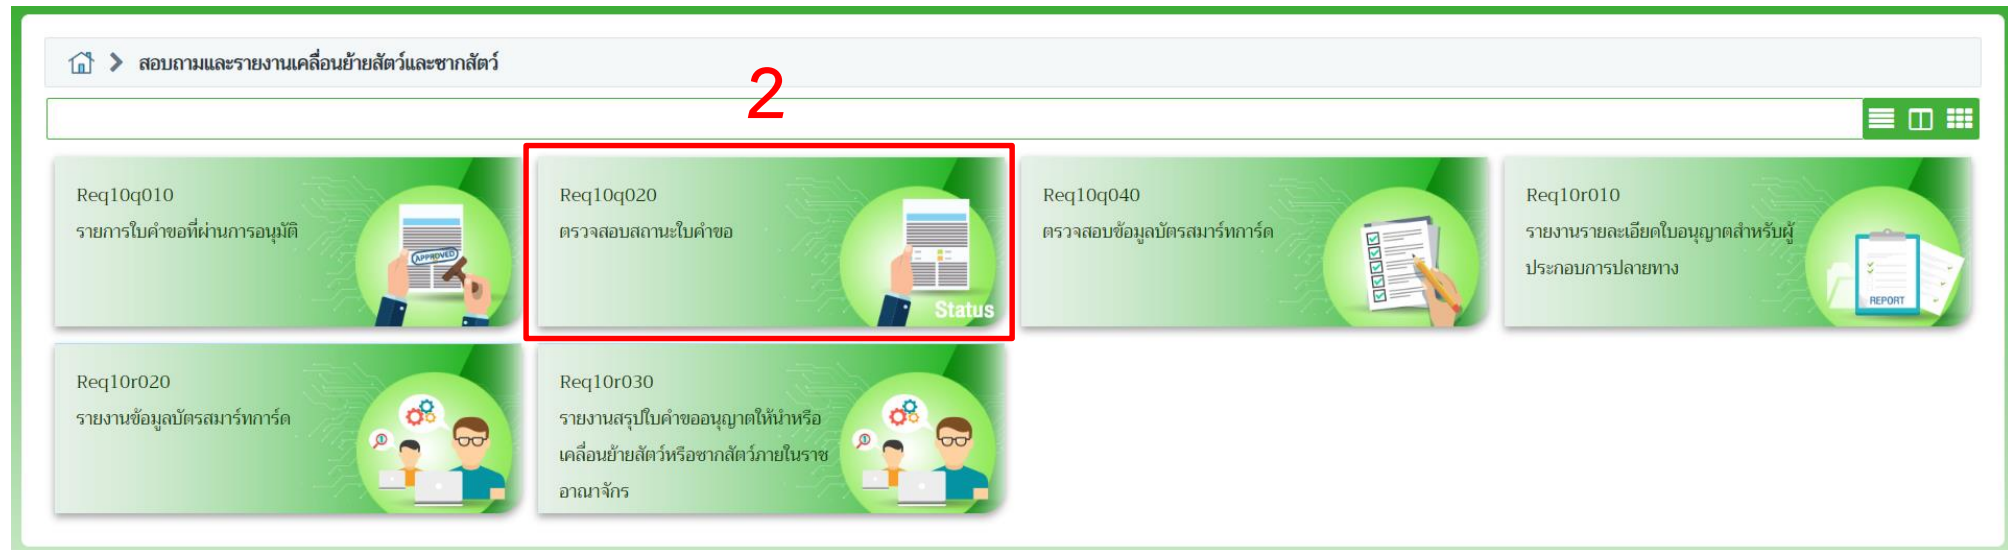 สอบถามและรายงานเคลื่อนย้ายสัตว์และซากสัตว์
2
Req10q010
รายการใบคำขอที่ผ่านการอนุมัติ
APPROVED
Req10q020
ตรวจสอบสถานะใบคำขอ
Status
Req10q040
ตรวจสอบข้อมูลบัตรสมาร์ทการ์ด
Req10r010
รายงานรายละเอียดใบอนุญาตสำหรับผู้
ประกอบการปลายทาง
REPORT
Req10r020
รายงานข้อมูลบัตรสมาร์ทการ์ด
Req10r030
รายงานสรุปใบคำขออนุญาตให้นำหรือ
เคลื่อนย้ายสัตว์หรือซากสัตว์ภายในราช
อาณาจักร